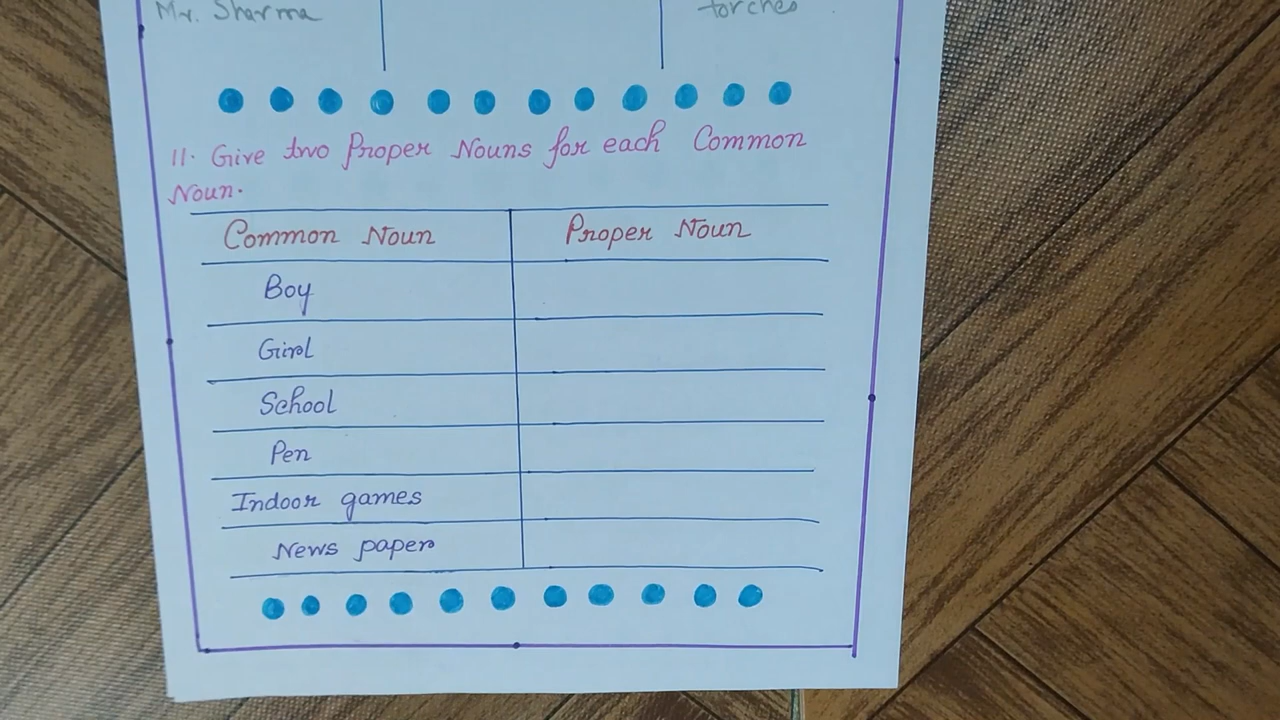 Mr. Sharma torches
11. Give two Proper Nouns for each Common
Noun.
Common Noun Proper Noun
Boy
Girl
School
Pen
Indoor games
News paper